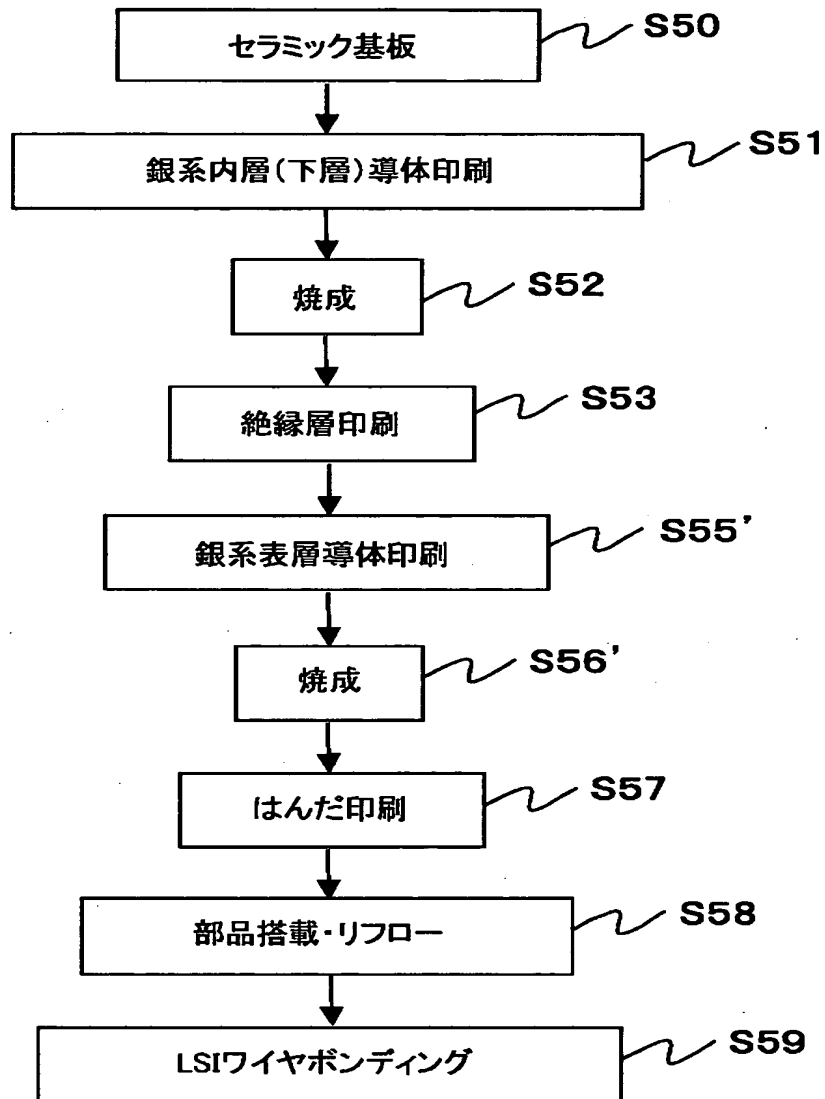 セラミック基板
S50
銀系内層(下層)導体印刷
S51
焼成
S52
絶縁層印刷
S53
銀系表層導体印刷
S55'
焼成
S56'
はんだ印刷
S57
部品搭載・リフロー
S58
LSIワイヤボンディング
S59